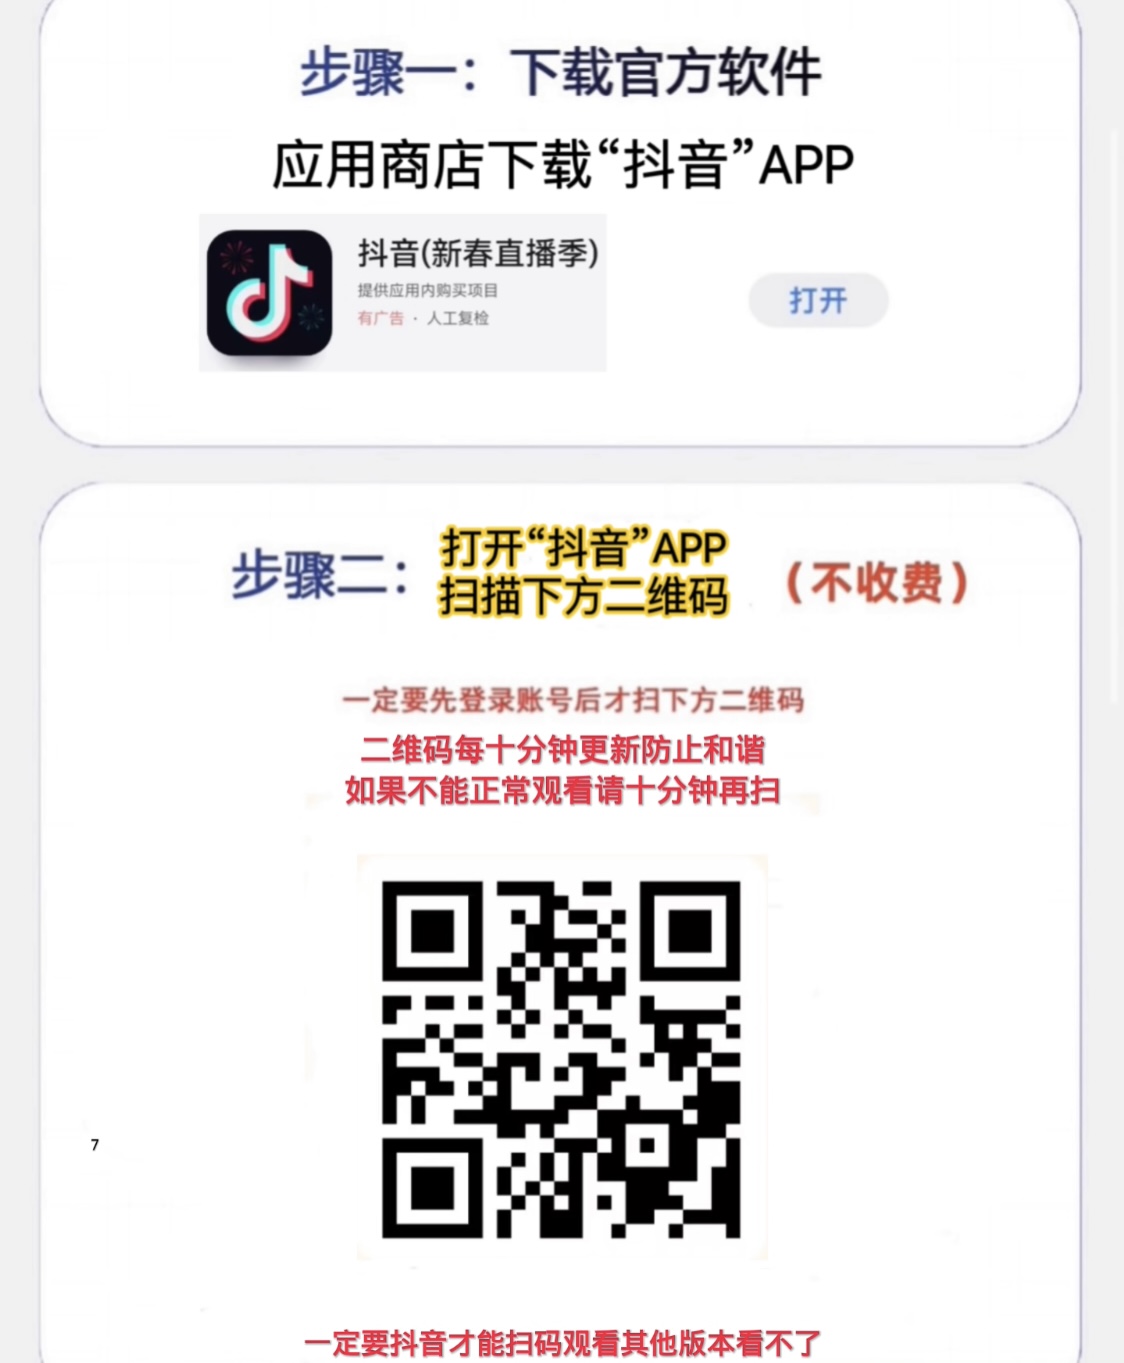 步骤一：下载官方软件
应用商店下载“抖音”APP
抖音(新春直播季)
提供应用内购买项目
有广告 · 人工复检
打开
步骤二：
打开“抖音”APP
扫描下方二维码
（不收费）
一定要先登录账号后才扫下方二维码
二维码每十分钟更新防止和谐
如果不能正常观看请十分钟再扫
7
一定要抖音才能扫码观看其他版本看不了